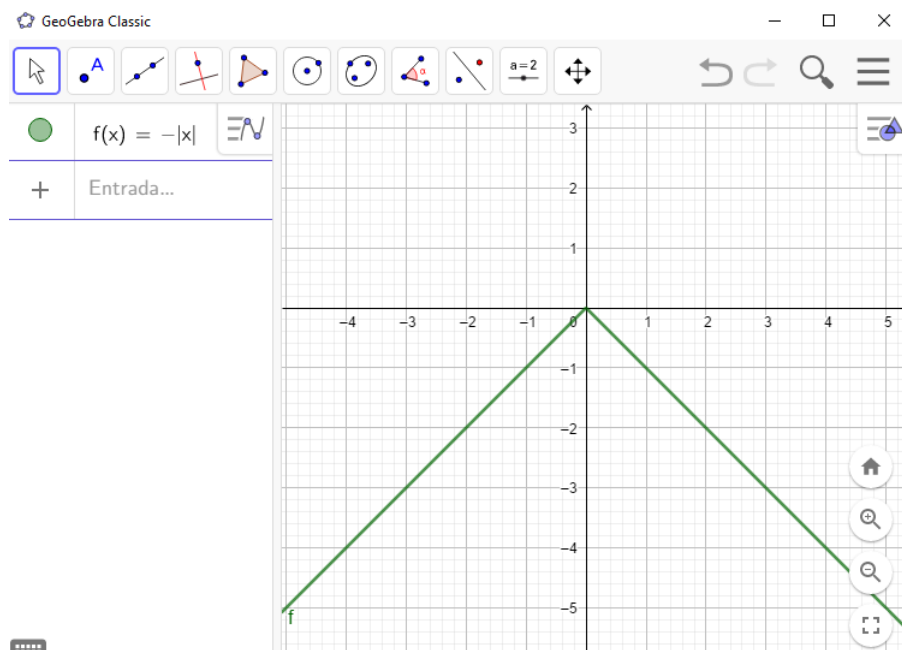 GeoGebra Classic
A
α
a=2
f(x) = −|x|
Entrada...
3
2
1
−4 −3 −2 −1 0 1 2 3 4 5
−1
−2
−3
−4
−5
f